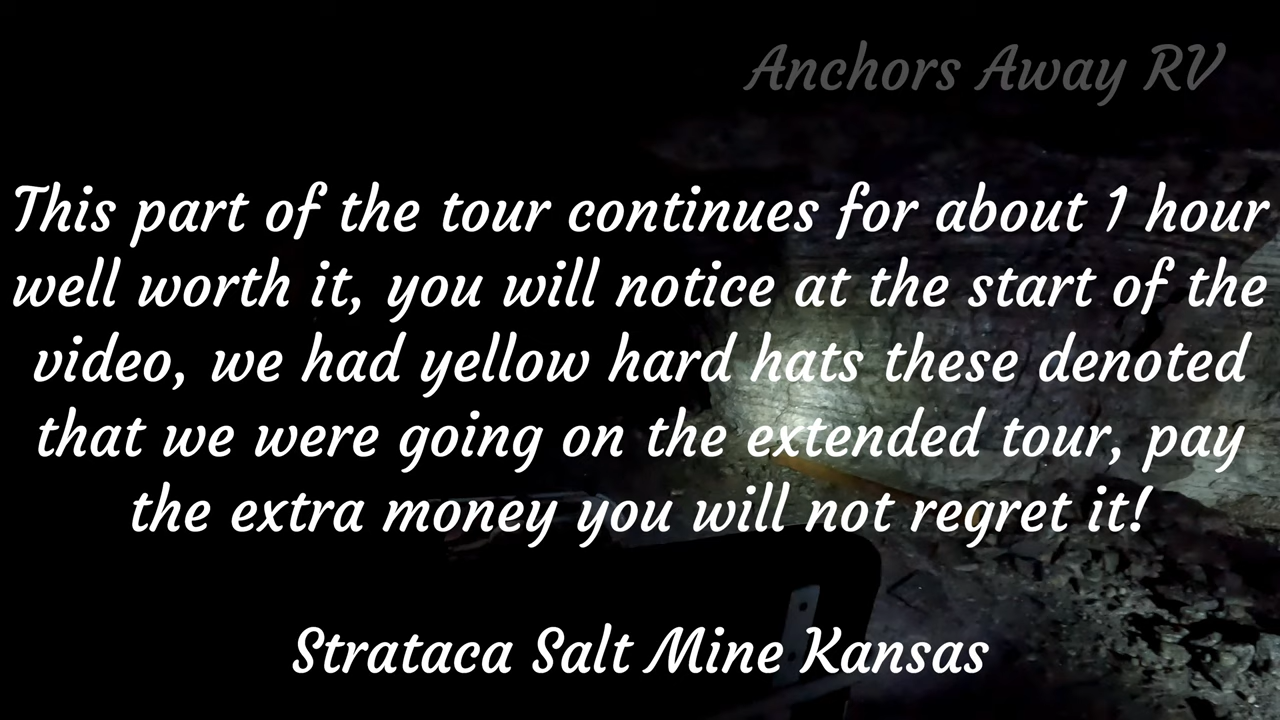 Anchors Away RV
This part of the tour continues for about 1 hour
well worth it, you will notice at the start of the
video, we had yellow hard hats these denoted
that we were going on the extended tour, pay
the extra money you will not regret it!
Strataca Salt Mine Kansas